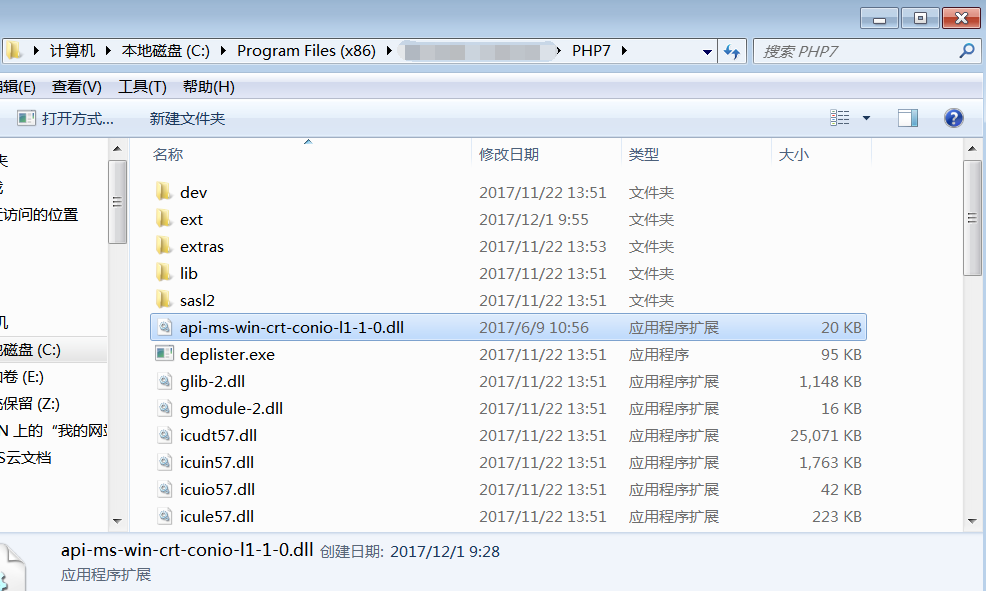 计算机 本地磁盘 (C:) Program Files (x86) PHP7 搜索 PHP7
辑(E) 查看(V) 工具(T) 帮助(H)
打开方式... 新建文件夹
名称 修改日期 类型 大小
夹
dev 2017/11/22 13:51 文件夹
ext 2017/12/1 9:55 文件夹
近访问的位置
extras 2017/11/22 13:53 文件夹
lib 2017/11/22 13:51 文件夹
sasl2 2017/11/22 13:51 文件夹
机
api-ms-win-crt-conio-l1-1-0.dll 2017/6/9 10:56 应用程序扩展 20 KB
地磁盘 (C:)
deplister.exe 2017/11/22 13:51 应用程序 95 KB
卷 (E:)
glib-2.dll 2017/11/22 13:51 应用程序扩展 1,148 KB
保留 (Z:)
gmodule-2.dll 2017/11/22 13:51 应用程序扩展 16 KB
N 上的“我的网站
icudt57.dll 2017/11/22 13:51 应用程序扩展 25,071 KB
S云文档
icuin57.dll 2017/11/22 13:51 应用程序扩展 1,763 KB
icuio57.dll 2017/11/22 13:51 应用程序扩展 42 KB
icule57.dll 2017/11/22 13:51 应用程序扩展 223 KB
api-ms-win-crt-conio-l1-1-0.dll 创建日期: 2017/12/1 9:28
应用程序扩展